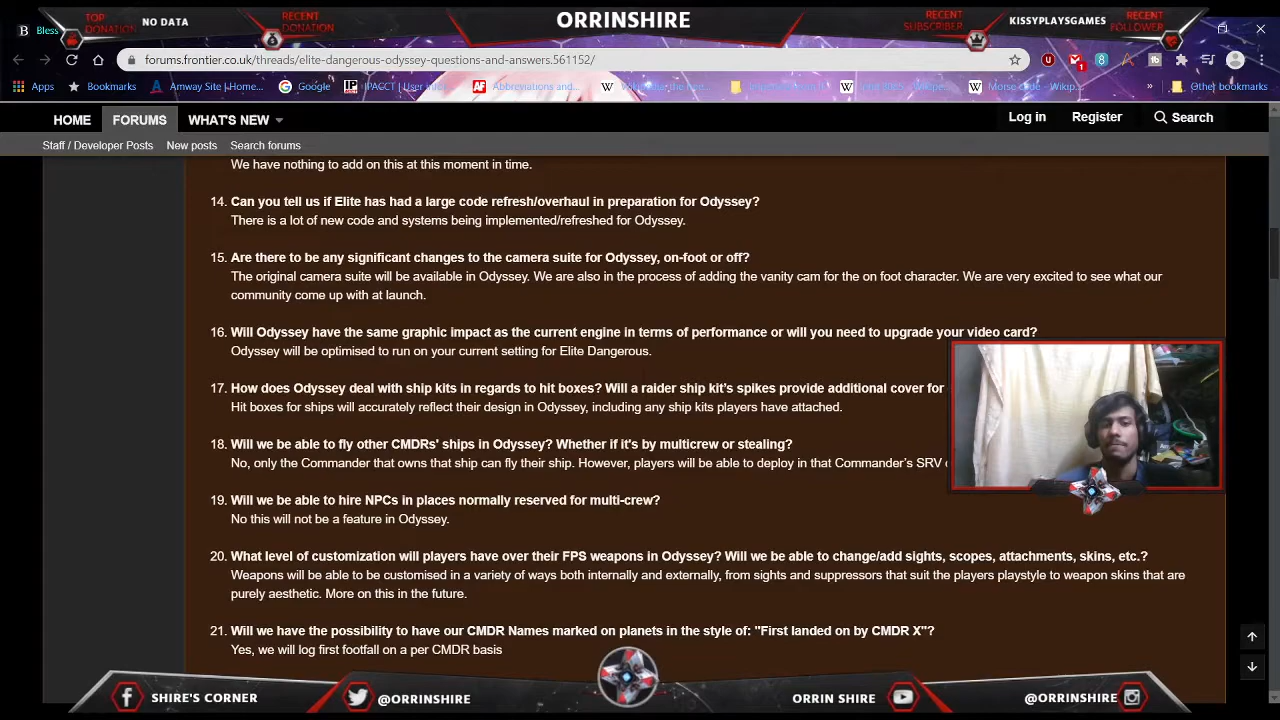 TOP
DONATION
NO DATA
RECENT
DONATION
ORRINSHIRE
RECENT
SUBSCRIBER
KISSYPLAYSGAMES
RECENT
FOLLOWER
Bless
forums.frontier.co.uk/threads/elite-dangerous-odyssey-questions-and-answers.561152/
Apps
Bookmarks
Amway Site | Home...
Google
Abbreviations and...
Morse code - Wikip...
Other bookmarks
HOME
FORUMS
WHAT'S NEW
Log in
Register
Search
Staff / Developer Posts
New posts
Search forums
We have nothing to add on this at this moment in time.
14. Can you tell us if Elite has had a large code refresh/overhaul in preparation for Odyssey?
There is a lot of new code and systems being implemented/refreshed for Odyssey.
15. Are there to be any significant changes to the camera suite for Odyssey, on-foot or off?
The original camera suite will be available in Odyssey. We are also in the process of adding the vanity cam for the on foot character. We are very excited to see what our
community come up with at launch.
16. Will Odyssey have the same graphic impact as the current engine in terms of performance or will you need to upgrade your video card?
Odyssey will be optimised to run on your current setting for Elite Dangerous.
17. How does Odyssey deal with ship kits in regards to hit boxes? Will a raider ship kit's spikes provide additional cover for
Hit boxes for ships will accurately reflect their design in Odyssey, including any ship kits players have attached.
18. Will we be able to fly other CMDRs' ships in Odyssey? Whether if it's by multicrew or stealing?
No, only the Commander that owns that ship can fly their ship. However, players will be able to deploy in that Commander's SRV
19. Will we be able to hire NPCs in places normally reserved for multi-crew?
No this will not be a feature in Odyssey.
20. What level of customization will players have over their FPS weapons in Odyssey? Will we be able to change/add sights, scopes, attachments, skins, etc.?
Weapons will be able to be customised in a variety of ways both internally and externally, from sights and suppressors that suit the players playstyle to weapon skins that are
purely aesthetic. More on this in the future.
21. Will we have the possibility to have our CMDR Names marked on planets in the style of: "First landed on by CMDR X"?
Yes, we will log first footfall on a per CMDR basis
SHIRE'S CORNER
@ORRINSHIRE
ORRIN SHIRE
@ORRINSHIRE